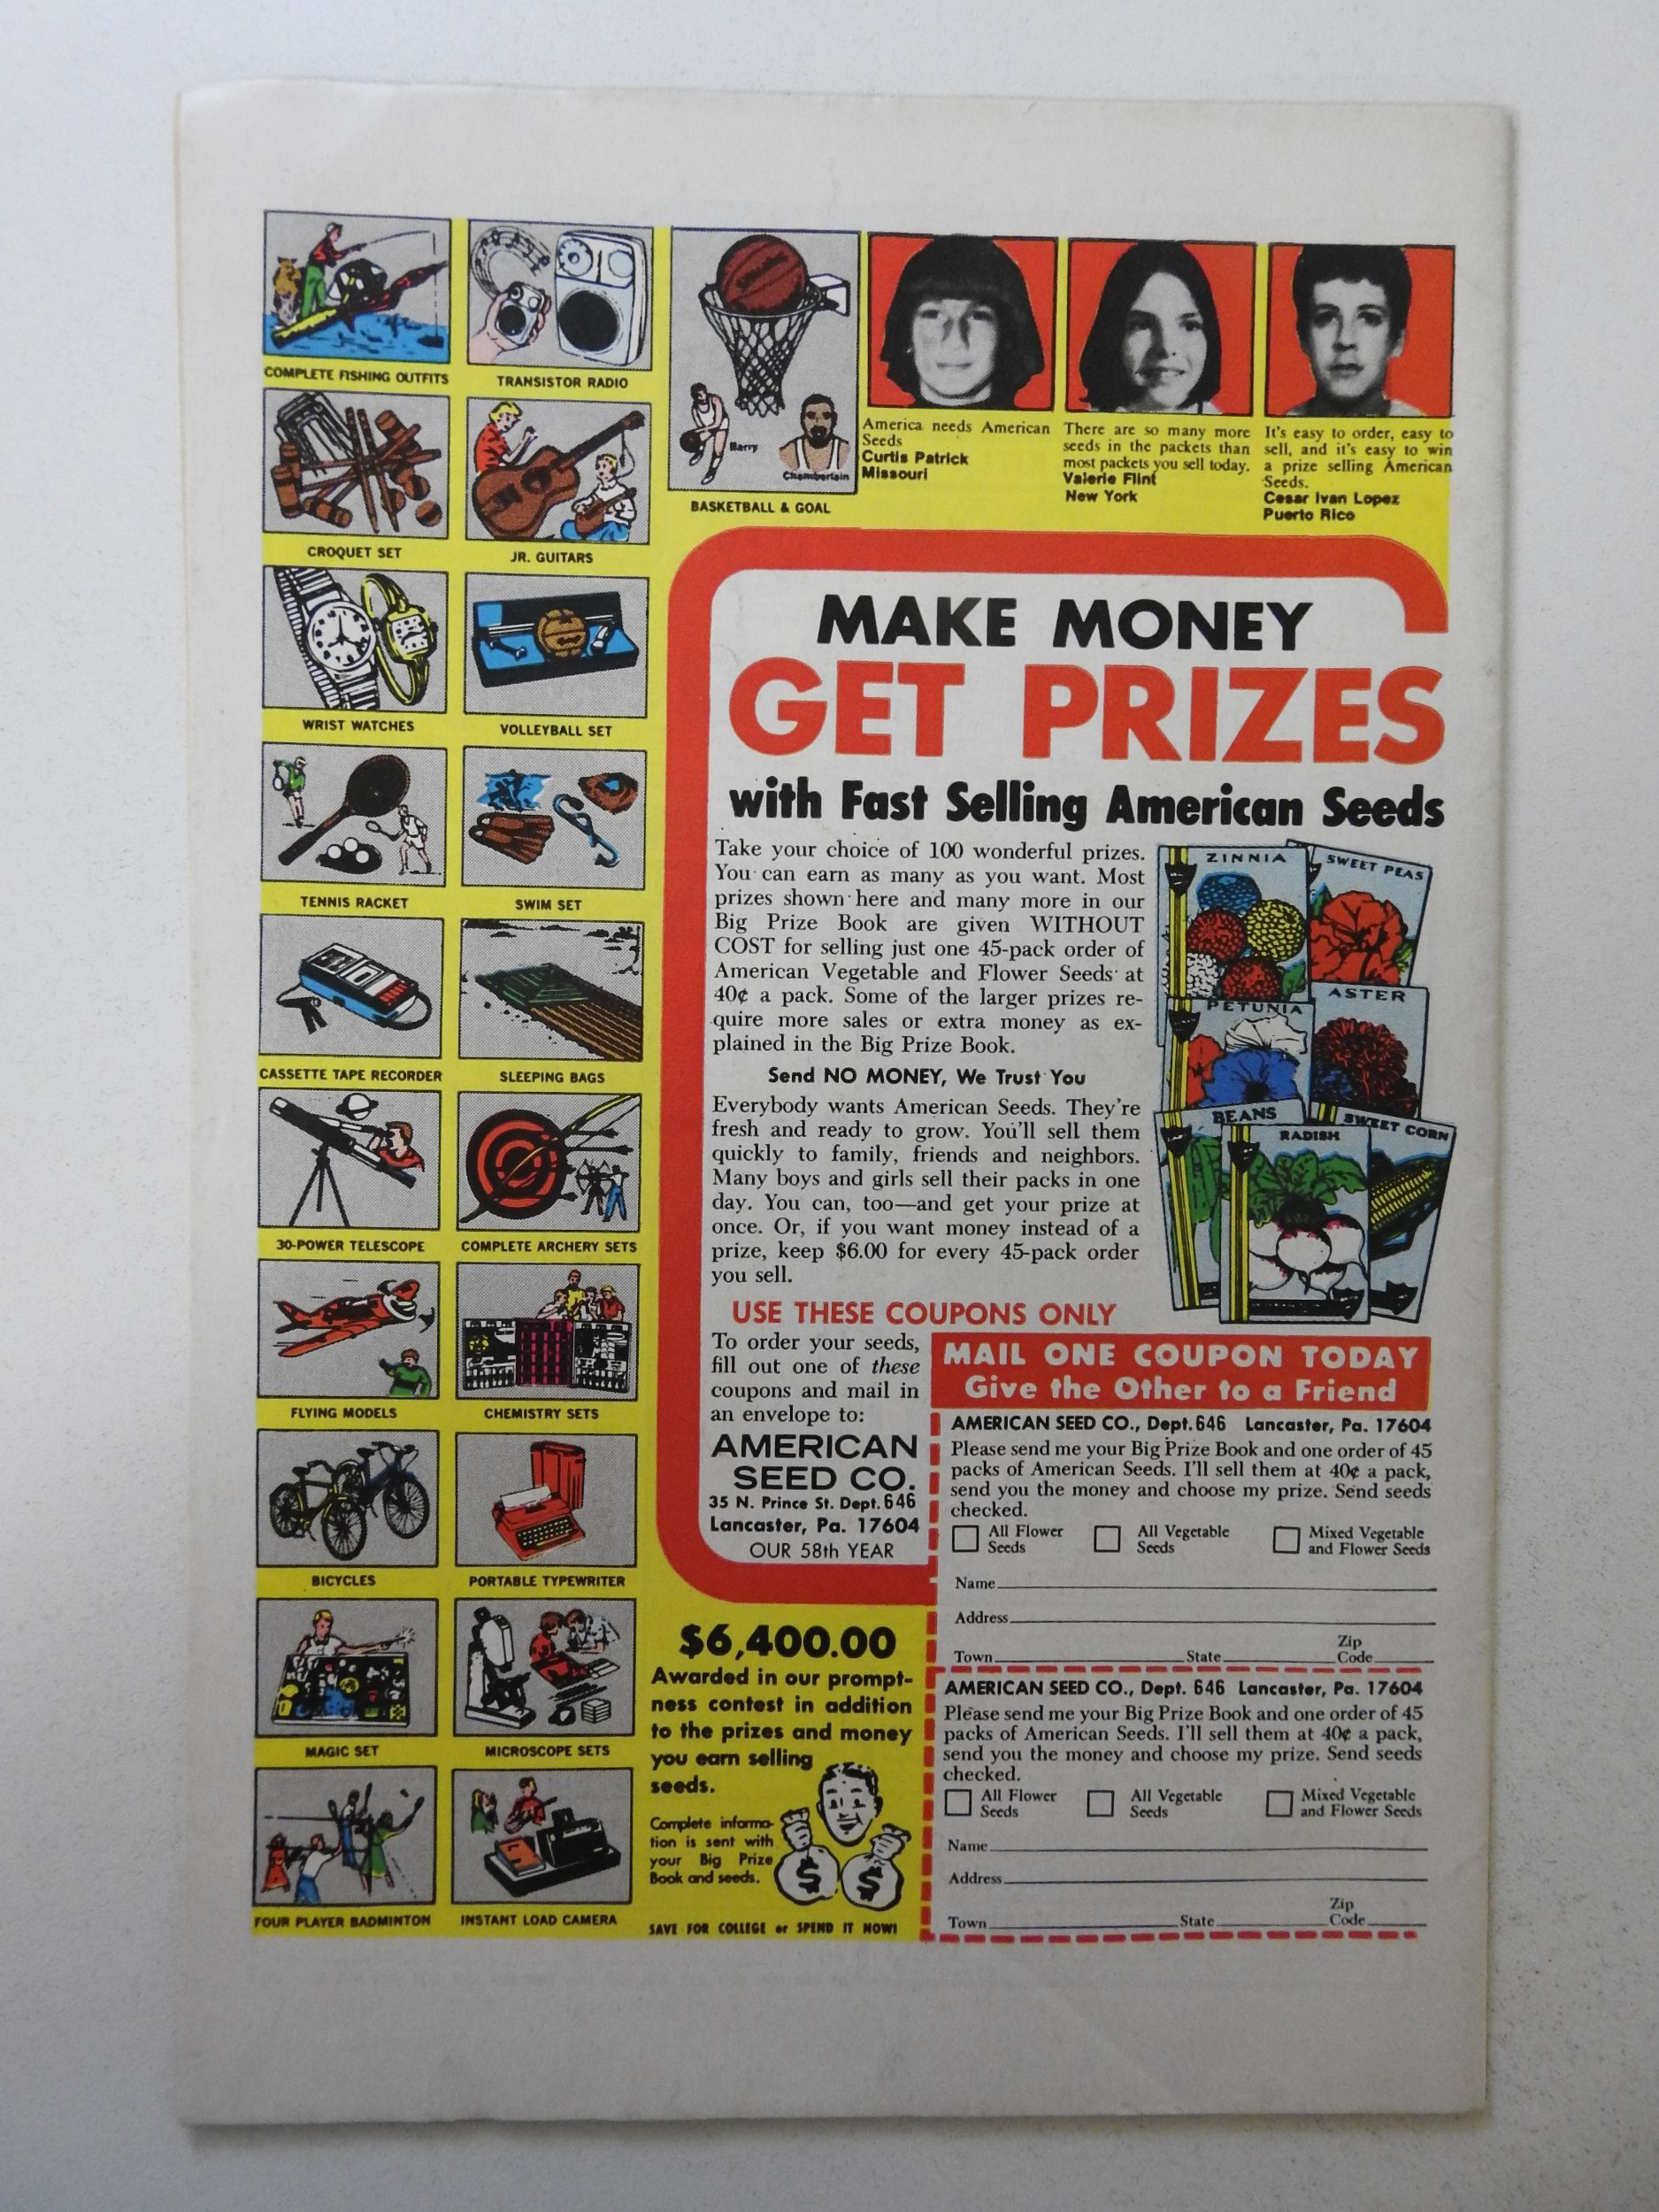 COMPLETE FISHING OUTFITS
TRANSISTOR RADIO
CROQUET SET
JR. GUITARS
WRIST WATCHES
VOLLEYBALL SET
TENNIS RACKET
SWIM SET
CASSETTE TAPE RECORDER
SLEEPING BAGS
30-POWER TELESCOPE
COMPLETE ARCHERY SETS
FLYING MODELS
CHEMISTRY SETS
BICYCLES
PORTABLE TYPEWRITER
MAGIC SET
MICROSCOPE SETS
FOUR PLAYER BADMINTON
INSTANT LOAD CAMERA
Barry
Chamberlain
BASKETBALL & GOAL
America needs American
Seeds
Curtis Patrick
Missouri
There are so many more
seeds in the packets than
most packets you sell today.
Valerie Flint
New York
It's easy to order, easy to
sell, and it's easy to win
a prize selling American
Seeds.
Cesar Ivan Lopez
Puerto Rico
MAKE MONEY
GET PRIZES
with Fast Selling American Seeds
Take your choice of 100 wonderful prizes.
You can earn as many as you want. Most
prizes shown here and many more in our
Big Prize Book are given WITHOUT
COST for selling just one 45-pack order of
American Vegetable and Flower Seeds at
40¢ a pack. Some of the larger prizes re-
quire more sales or extra money as ex-
plained in the Big Prize Book.
Send NO MONEY, We Trust You
Everybody wants American Seeds. They're
fresh and ready to grow. You'll sell them
quickly to family, friends and neighbors.
Many boys and girls sell their packs in one
day. You can, too—and get your prize at
once. Or, if you want money instead of a
prize, keep $6.00 for every 45-pack order
you sell.
ZINNIA
SWEET PEAS
PETUNIA
ASTER
BEANS
RADISH
SWEET CORN
USE THESE COUPONS ONLY
To order your seeds,
fill out one of these
coupons and mail in
an envelope to:
AMERICAN
SEED CO.
35 N. Prince St. Dept. 646
Lancaster, Pa. 17604
OUR 58th YEAR
MAIL ONE COUPON TODAY
Give the Other to a Friend
AMERICAN SEED CO., Dept. 646 Lancaster, Pa. 17604
Please send me your Big Prize Book and one order of 45
packs of American Seeds. I'll sell them at 40¢ a pack,
send you the money and choose my prize. Send seeds
checked.
All Flower Seeds
All Vegetable Seeds
Mixed Vegetable and Flower Seeds
Name
Address
Town State Zip Code
AMERICAN SEED CO., Dept. 646 Lancaster, Pa. 17604
Please send me your Big Prize Book and one order of 45
packs of American Seeds. I'll sell them at 40¢ a pack,
send you the money and choose my prize. Send seeds
checked.
All Flower Seeds
All Vegetable Seeds
Mixed Vegetable and Flower Seeds
Name
Address
Town State Zip Code
$6,400.00
Awarded in our prompt-
ness contest in addition
to the prizes and money
you earn selling
seeds.
Complete informa-
tion is sent with
your Big Prize
Book and seeds.
$ $
SAVE FOR COLLEGE or SPEND IT NOW!